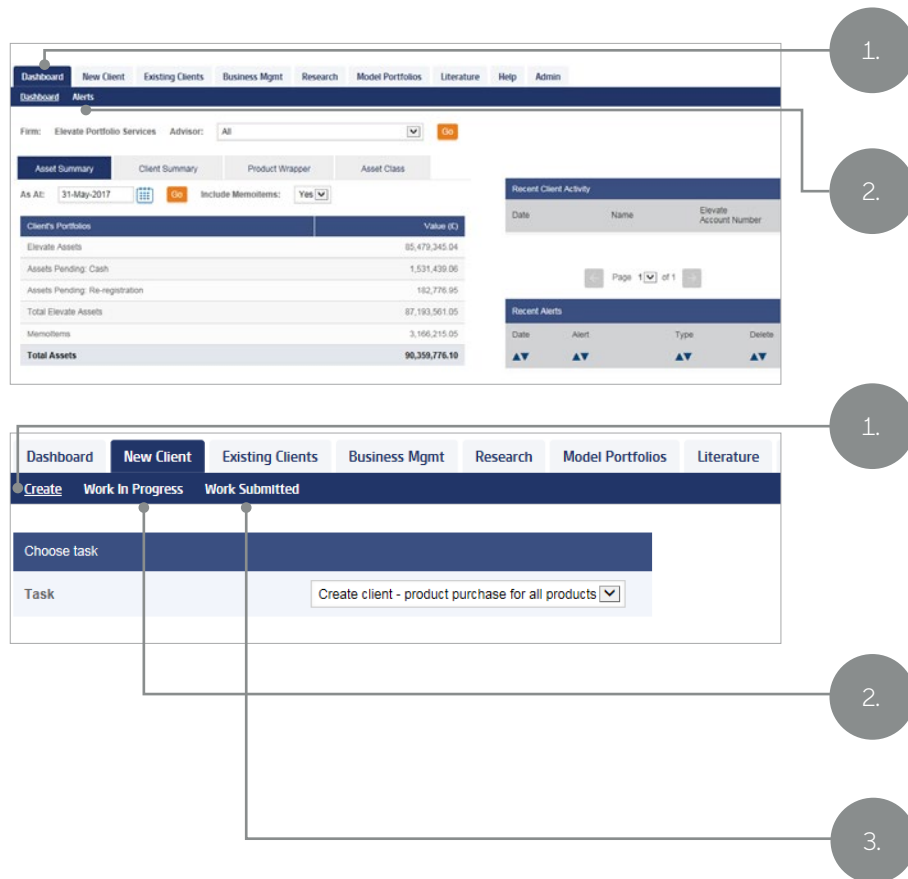 1.
Dashboard New Client Existing Clients Business Mgmt Research Model Portfolios Literature Help Admin
Dashboard Alerts
Firm: Elevate Portfolio Services Advisor: All Go
2.
Asset Summary Client Summary Product Wrapper Asset Class
As At: 31-May-2017 Go Include Memoitems: Yes
Client's Portfolios Value (£)
Elevate Assets 85,479,345.04
Assets Pending: Cash 1,531,439.06
Assets Pending: Re-registration 182,776.95
Total Elevate Assets 87,193,561.05
Memoitems 3,166,215.05
Total Assets 90,359,776.10
Recent Client Activity
Date Name Elevate
Account Number
Page 1 of 1
Recent Alerts
Date Alert Type Delete
1.
Dashboard New Client Existing Clients Business Mgmt Research Model Portfolios Literature
Create Work In Progress Work Submitted
Choose task
Task Create client - product purchase for all products
2.
3.